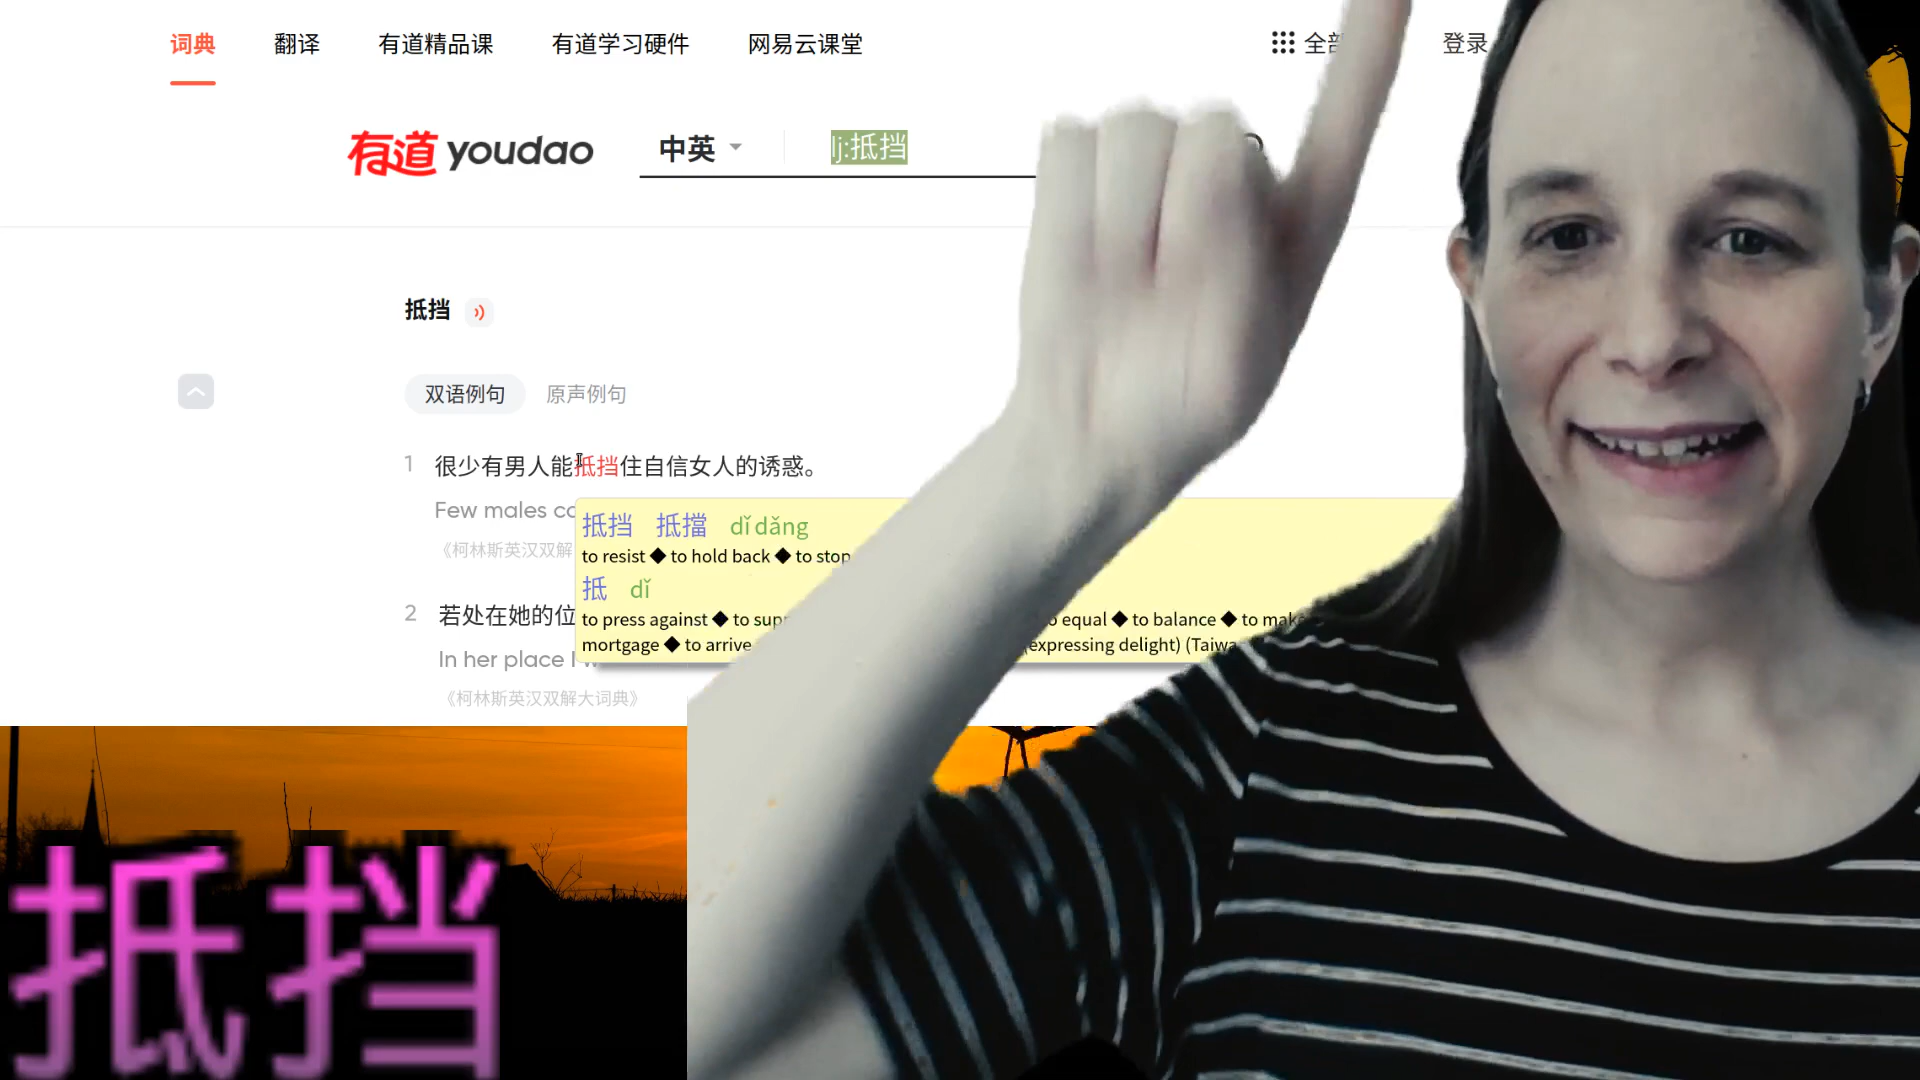 词典 翻译 有道精品课 有道学习硬件 网易云课堂 全部 登录
有道 youdao 中英 lj:抵挡
抵挡
双语例句 原声例句
1 很少有男人能抵挡住自信女人的诱惑。
Few males
抵挡 抵擋 dǐ dǎng
《柯林斯英汉双解
to resist ◆ to hold back ◆ to stop
抵 dǐ
2 若处在她的位
to press against ◆ to equal ◆ to balance ◆ to make
mortgage ◆ to arrive (expressing delight)
In her place I
《柯林斯英汉双解大词典》
抵挡